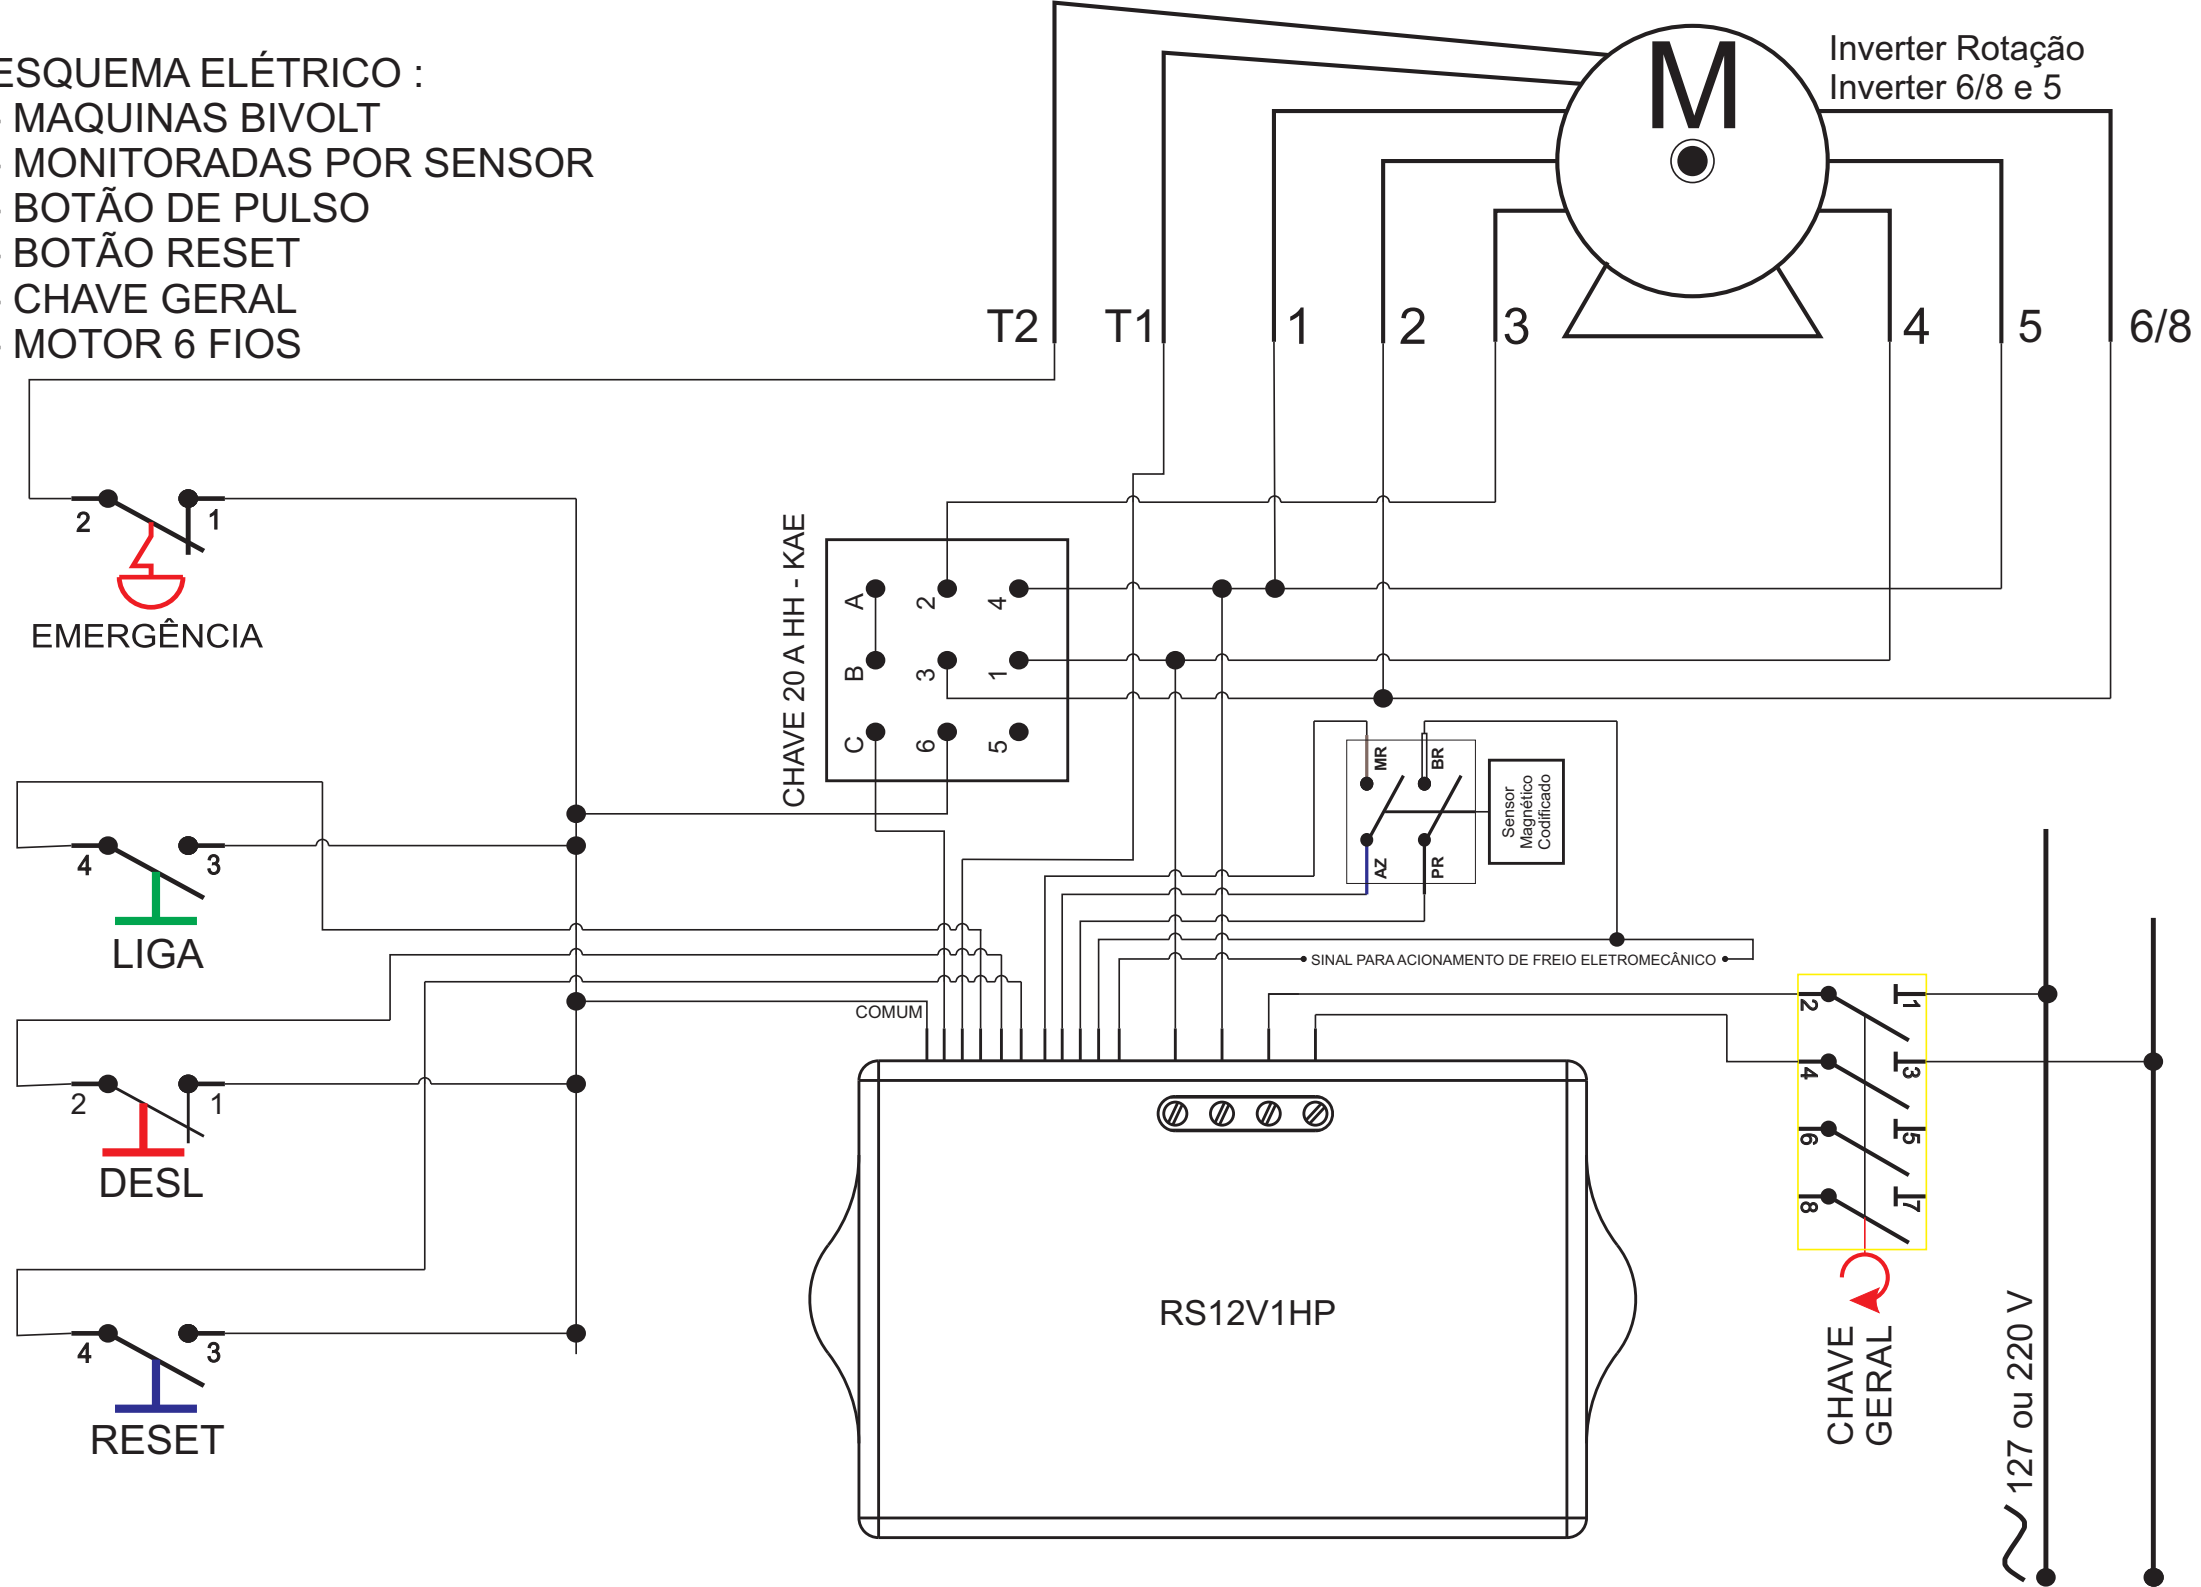 ESQUEMA ELÉTRICO :
- MAQUINAS BIVOLT
- MONITORADAS POR SENSOR
- BOTÃO DE PULSO
- BOTÃO RESET
- CHAVE GERAL
- MOTOR 6 FIOS
M
Inverter Rotação
Inverter 6/8 e 5
T2 T1 1 2 3 4 5 6/8
2 1
EMERGÊNCIA
CHAVE 20 A HH - KAE
A 2 4
B 3 1
C 6 5
MR BR
AZ PR
Sensor
Magnético
Codificado
4 3
LIGA
SINAL PARA ACIONAMENTO DE FREIO ELETROMECÂNICO
COMUM
2 1
DESL
4 3
RESET
RS12V1HP
2 1
4 3
6 5
8 7
CHAVE
GERAL
~ 127 ou 220 V